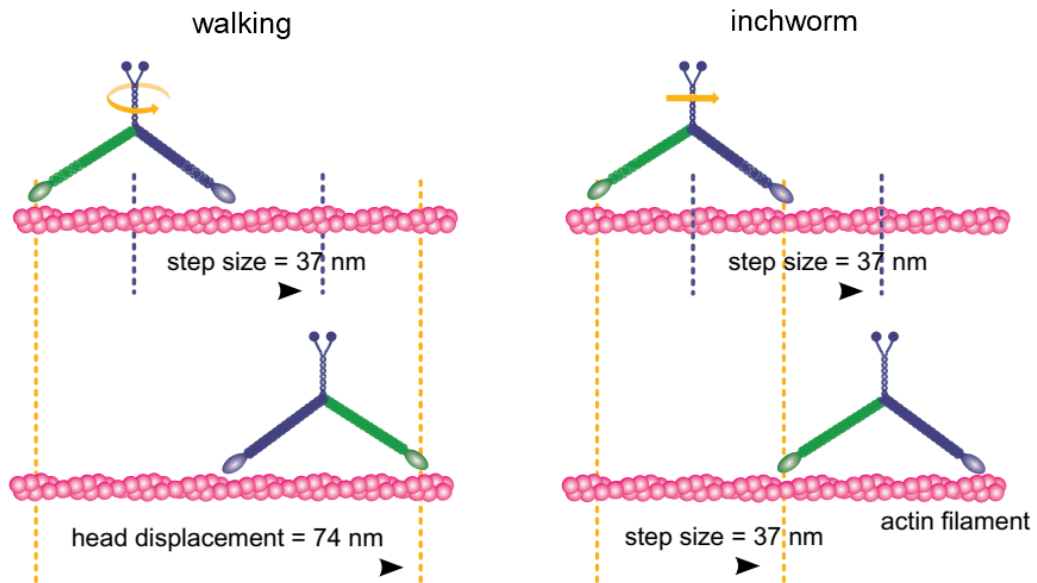 walking
step size = 37 nm
head displacement = 74 nm
inchworm
step size = 37 nm
actin filament
step size = 37 nm